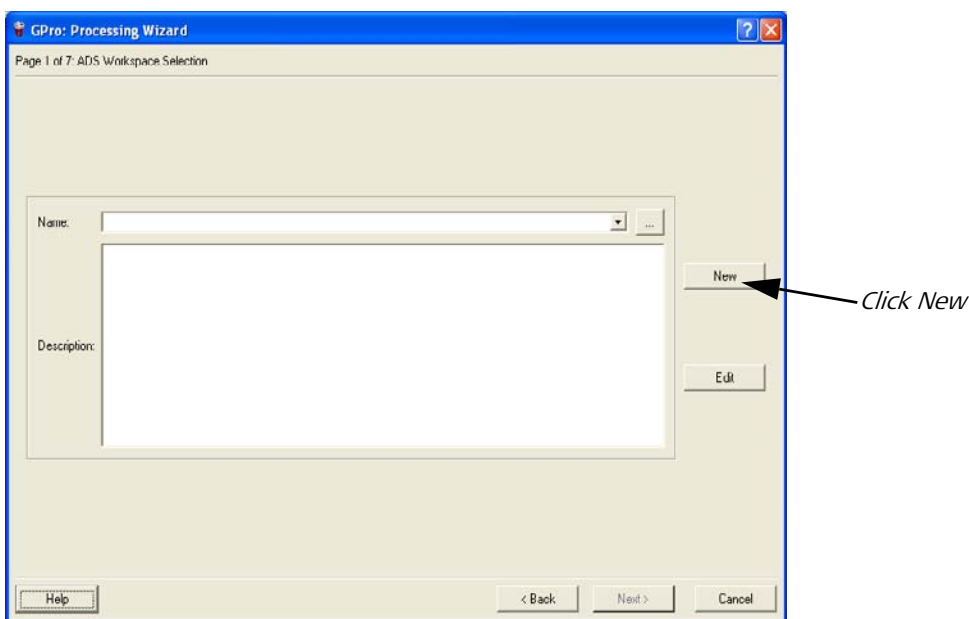 GPro: Processing Wizard
Page 1 of 7: ADS Workspace Selection
Name:
...
New
Click New
Description:
Edit
Help
< Back
Next >
Cancel